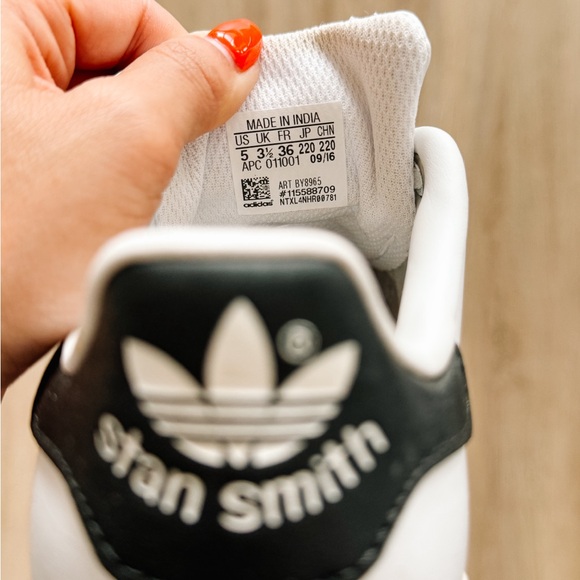 MADE IN INDIA
US UK FR JP CHN
5 3½ 36 220 220
APC 011001 09/16
ART BY8965
#115588709
adidas NTXL4NHR00781
®
stan smith